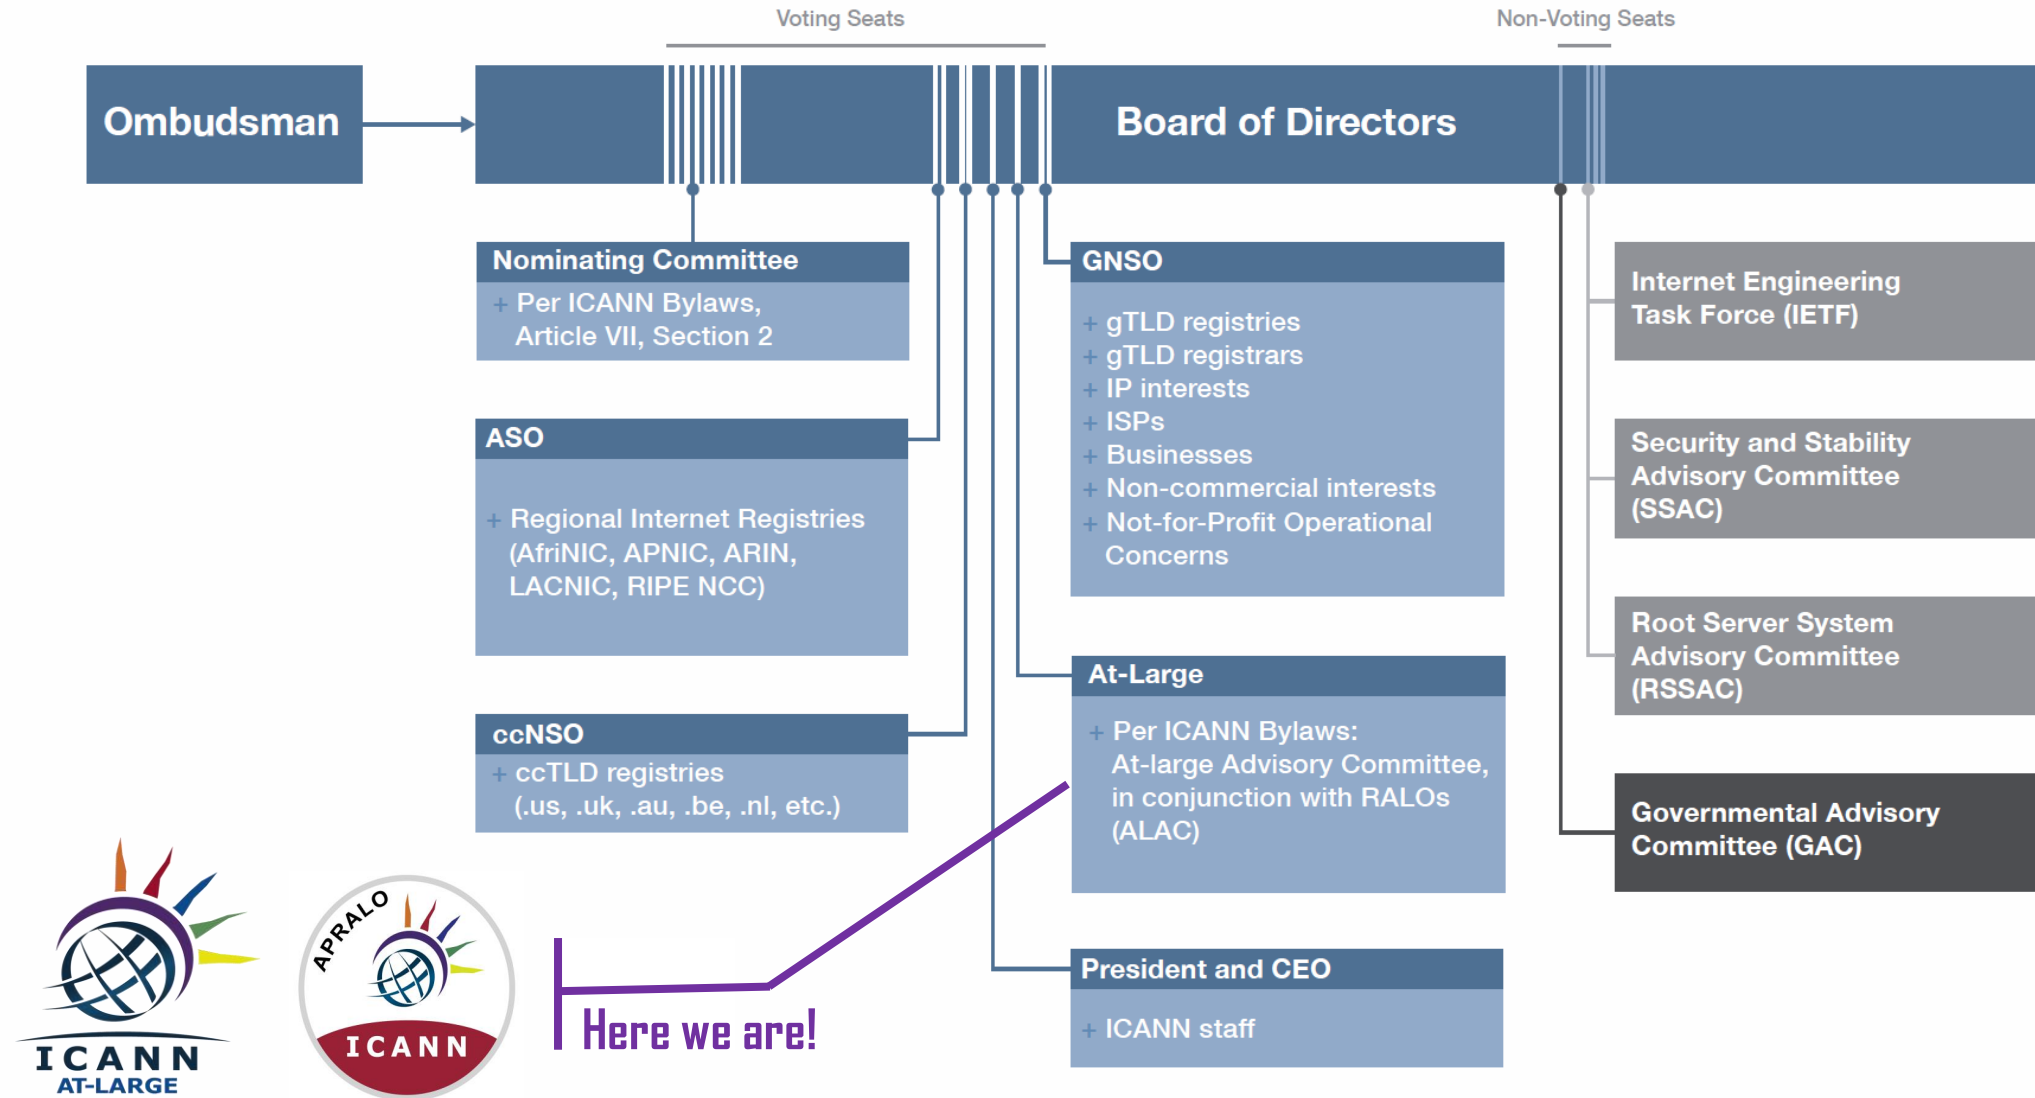 Voting Seats
Non-Voting Seats
Ombudsman
Board of Directors
Nominating Committee
+ Per ICANN Bylaws,
Article VII, Section 2
ASO
+ Regional Internet Registries
(AfriNIC, APNIC, ARIN,
LACNIC, RIPE NCC)
ccNSO
+ ccTLD registries
(.us, .uk, .au, .be, .nl, etc.)
GNSO
+ gTLD registries
+ gTLD registrars
+ IP interests
+ ISPs
+ Businesses
+ Non-commercial interests
+ Not-for-Profit Operational
Concerns
At-Large
+ Per ICANN Bylaws:
At-large Advisory Committee,
in conjunction with RALOs
(ALAC)
President and CEO
+ ICANN staff
Internet Engineering
Task Force (IETF)
Security and Stability
Advisory Committee
(SSAC)
Root Server System
Advisory Committee
(RSSAC)
Governmental Advisory
Committee (GAC)
ICANN
AT-LARGE
APRALO
ICANN
Here we are!